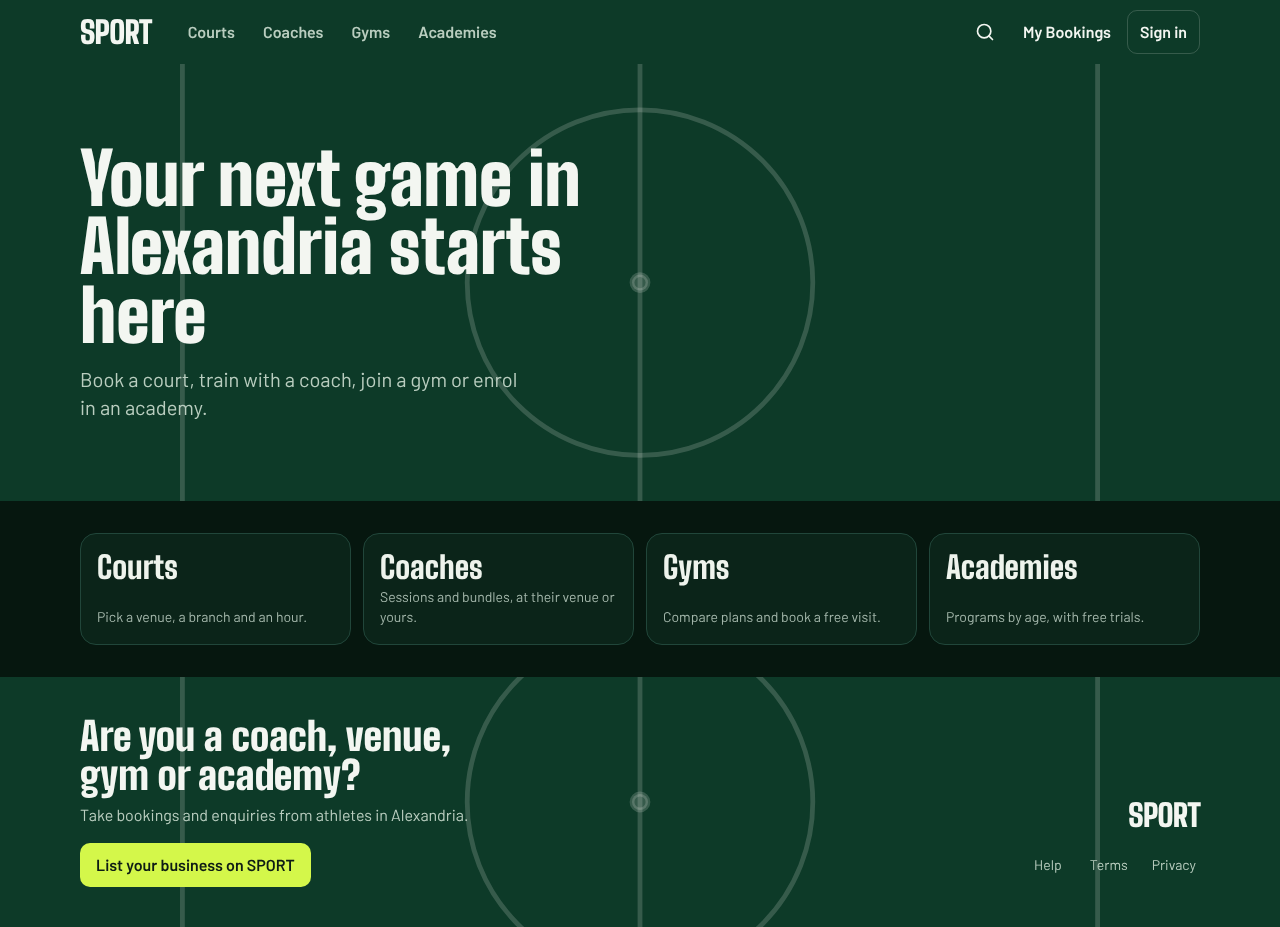 SPORT
Courts
Coaches
Gyms
Academies
My Bookings
Sign in
Your next game in
Alexandria starts
here
Book a court, train with a coach, join a gym or enrol
in an academy.
Courts
Pick a venue, a branch and an hour.
Coaches
Sessions and bundles, at their venue or
yours.
Gyms
Compare plans and book a free visit.
Academies
Programs by age, with free trials.
Are you a coach, venue,
gym or academy?
Take bookings and enquiries from athletes in Alexandria.
List your business on SPORT
SPORT
Help
Terms
Privacy